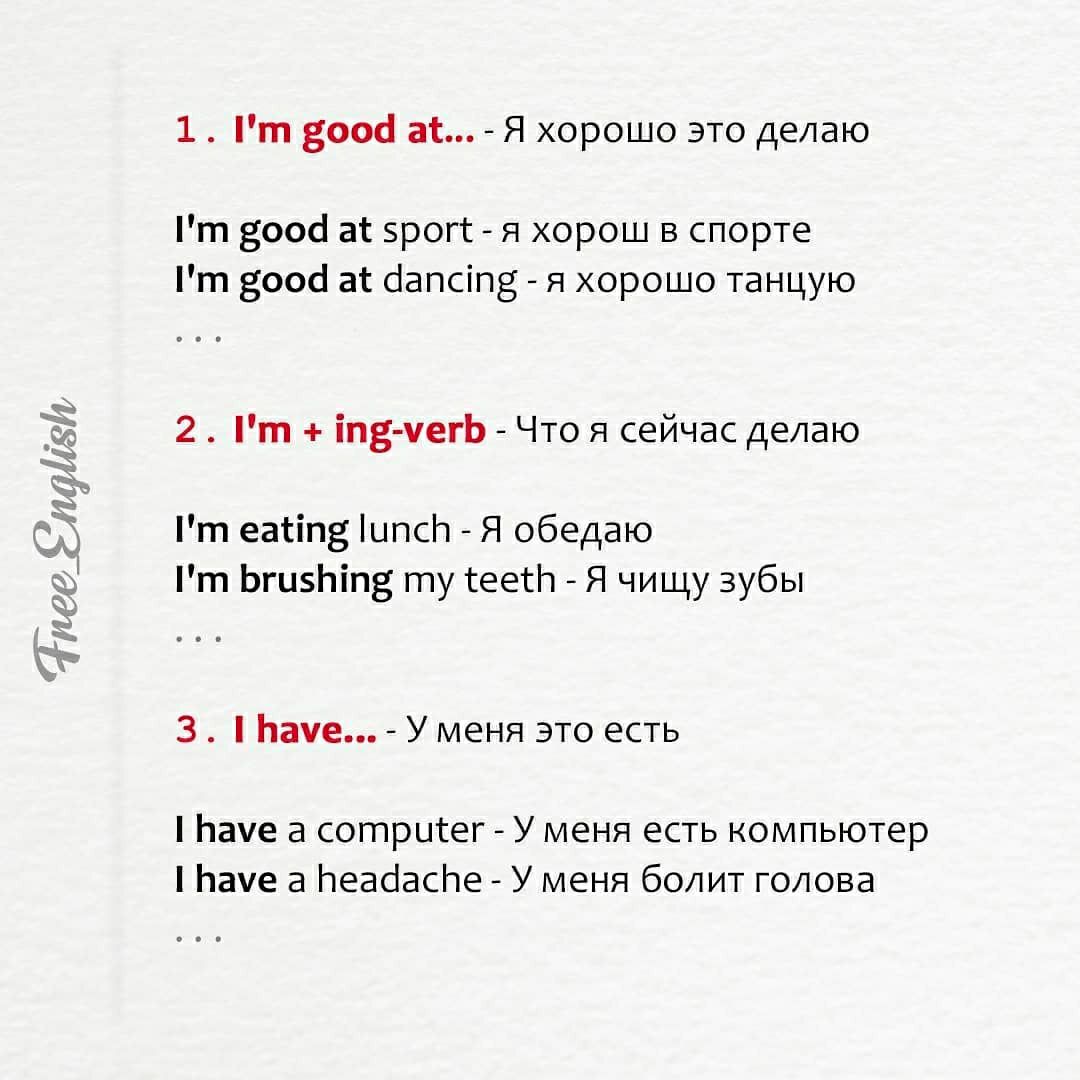 1. I'm good at... - Я хорошо это делаю
I'm good at sport - я хорош в спорте
I'm good at dancing - я хорошо танцую
...
2. I'm + ing-verb - Что я сейчас делаю
I'm eating lunch - Я обедаю
I'm brushing my teeth - Я чищу зубы
...
3. I have... - У меня это есть
I have a computer - У меня есть компьютер
I have a headache - У меня болит голова
...
Free_English